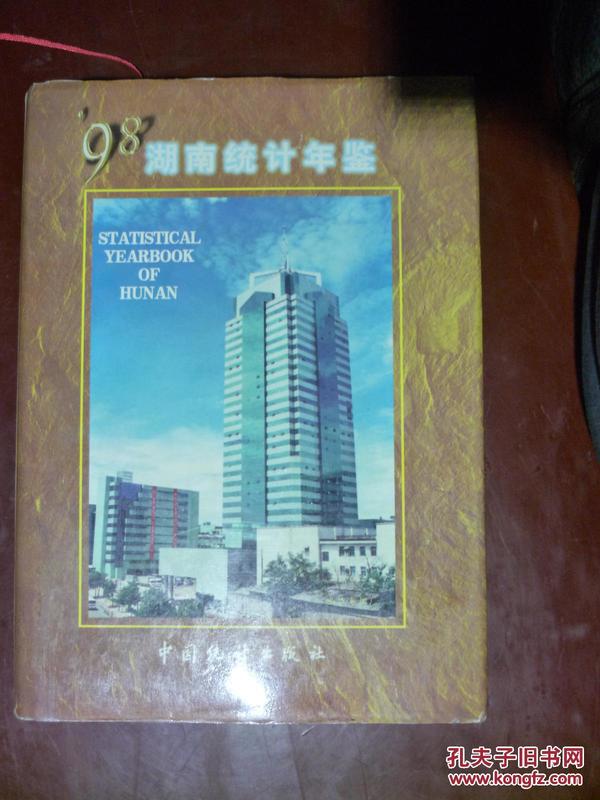 '98 湖南统计年鉴
STATISTICAL
YEARBOOK
OF
HUNAN
中国统计出版社
孔夫子旧书网
www.kongfz.com